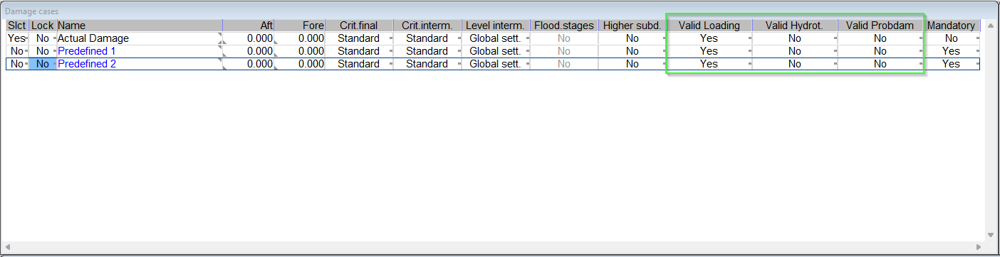 Damage cases
Slct Lock Name Aft Fore Crit.final Crit.interm. Level interm. Flood.stages Higher subd. Valid Loading Valid Hydrot. Valid Probdam Mandatory
Yes No Actual Damage 0.000 0.000 Standard Standard Global sett. No No Yes No No No
No No Predefined 1 0.000 0.000 Standard Standard Global sett. No No Yes No No Yes
No No Predefined 2 0.000 0.000 Standard Standard Global sett. No No Yes No No Yes